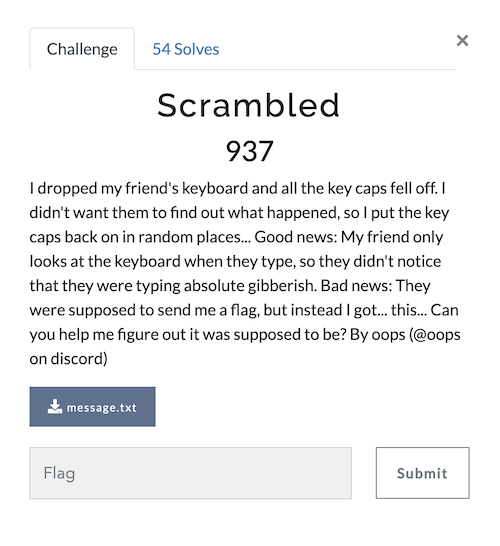 Challenge
54 Solves
×
Scrambled
937
I dropped my friend's keyboard and all the key caps fell off. I
didn't want them to find out what happened, so I put the key
caps back on in random places... Good news: My friend only
looks at the keyboard when they type, so they didn't notice
that they were typing absolute gibberish. Bad news: They
were supposed to send me a flag, but instead I got... this... Can
you help me figure out it was supposed to be? By oops (@oops
on discord)
message.txt
Flag
Submit